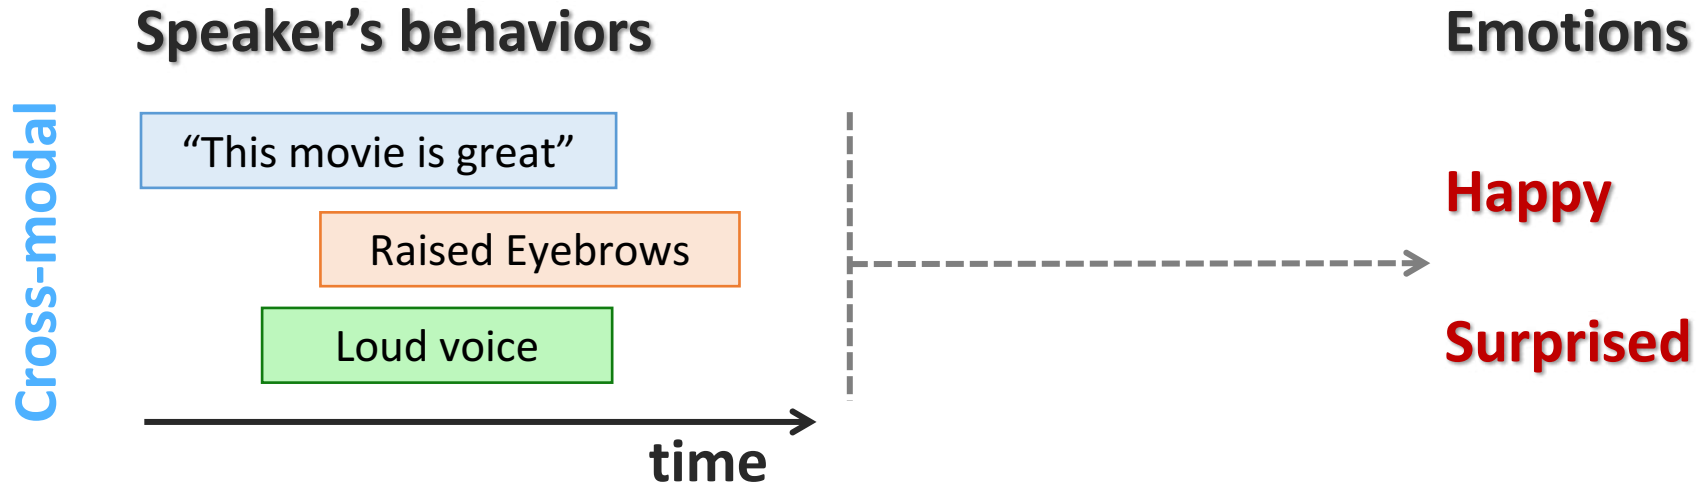 Speaker’s behaviors
Emotions
Cross-modal
“This movie is great”
Raised Eyebrows
Loud voice
time
Happy
Surprised